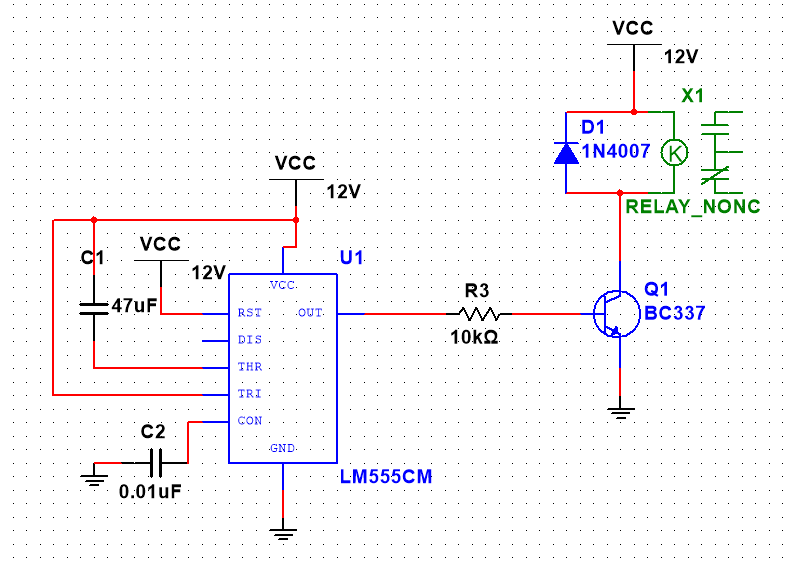 VCC
12V
X1
D1
1N4007
K
RELAY_NONC
VCC
12V
C1
47uF
VCC
12V
U1
VCC
RST
OUT
DIS
THR
TRI
CON
GND
LM555CM
R3
10kΩ
Q1
BC337
C2
0.01uF